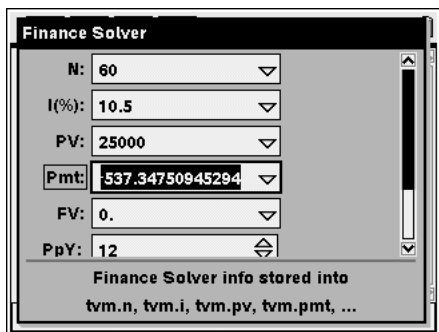 Finance Solver
N: 60
I(%): 10.5
PV: 25000
Pmt: -537.34750945294
FV: 0.
PpY: 12
Finance Solver info stored into
tvm.n, tvm.i, tvm.pv, tvm.pmt, ...